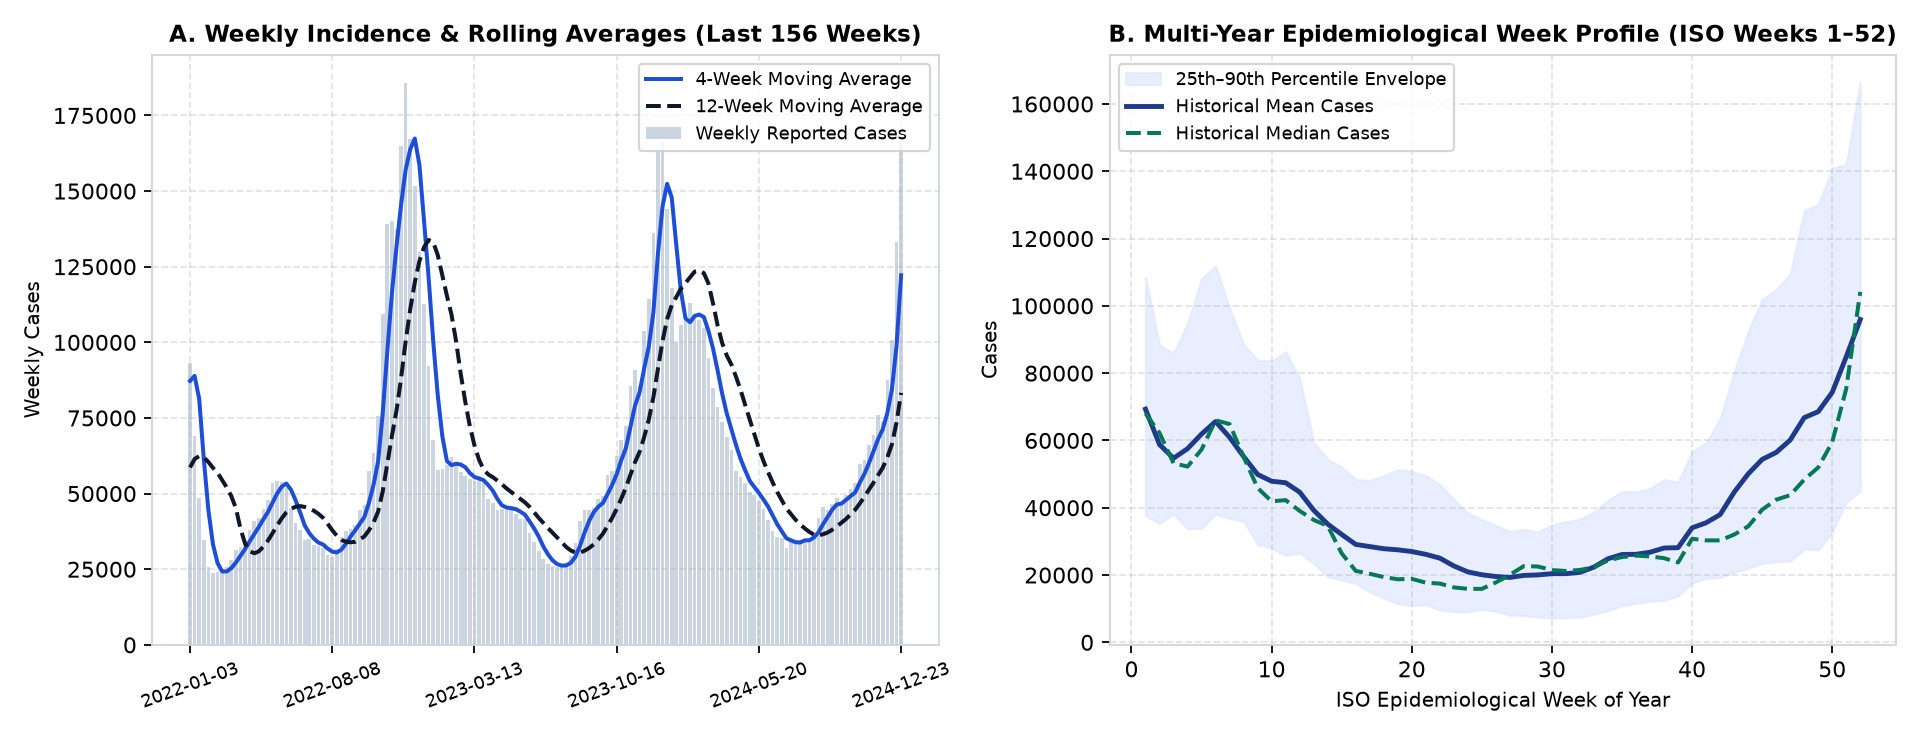 A. Weekly Incidence & Rolling Averages (Last 156 Weeks)
4-Week Moving Average
12-Week Moving Average
Weekly Reported Cases
Weekly Cases
175000
150000
125000
100000
75000
50000
25000
0
2022-01-03
2022-08-08
2023-03-13
2023-10-16
2024-05-20
2024-12-23
B. Multi-Year Epidemiological Week Profile (ISO Weeks 1–52)
25th–90th Percentile Envelope
Historical Mean Cases
Historical Median Cases
Cases
160000
140000
120000
100000
80000
60000
40000
20000
0
0
10
20
30
40
50
ISO Epidemiological Week of Year